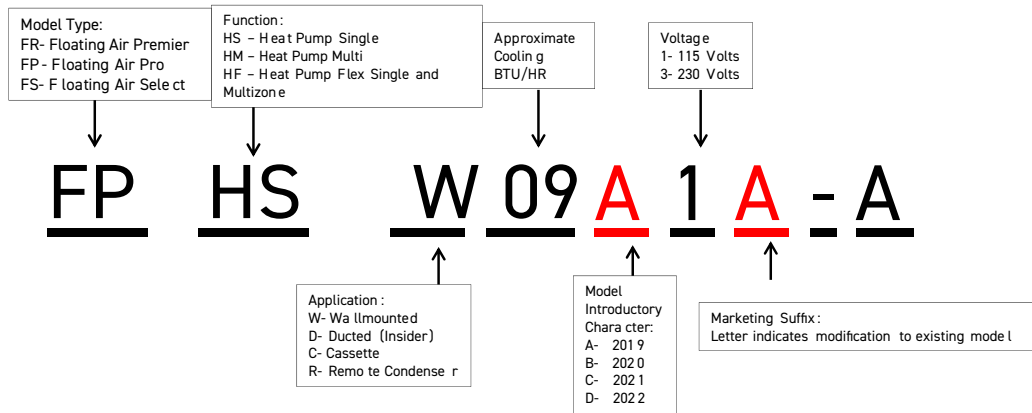 Model Type:
FR- Floating Air Premier
FP- Floating Air Pro
FS- Floating Air Select
Function:
HS – Heat Pump Single
HM – Heat Pump Multi
HF – Heat Pump Flex Single and
Multizone
Approximate
Cooling
BTU/HR
Voltage
1- 115 Volts
3- 230 Volts
FP HS W 09 A 1 A - A
Application:
W- Wallmounted
D- Ducted (Insider)
C- Cassette
R- Remote Condenser
Model
Introductory
Character:
A- 2019
B- 2020
C- 2021
D- 2022
Marketing Suffix:
Letter indicates modification to existing model